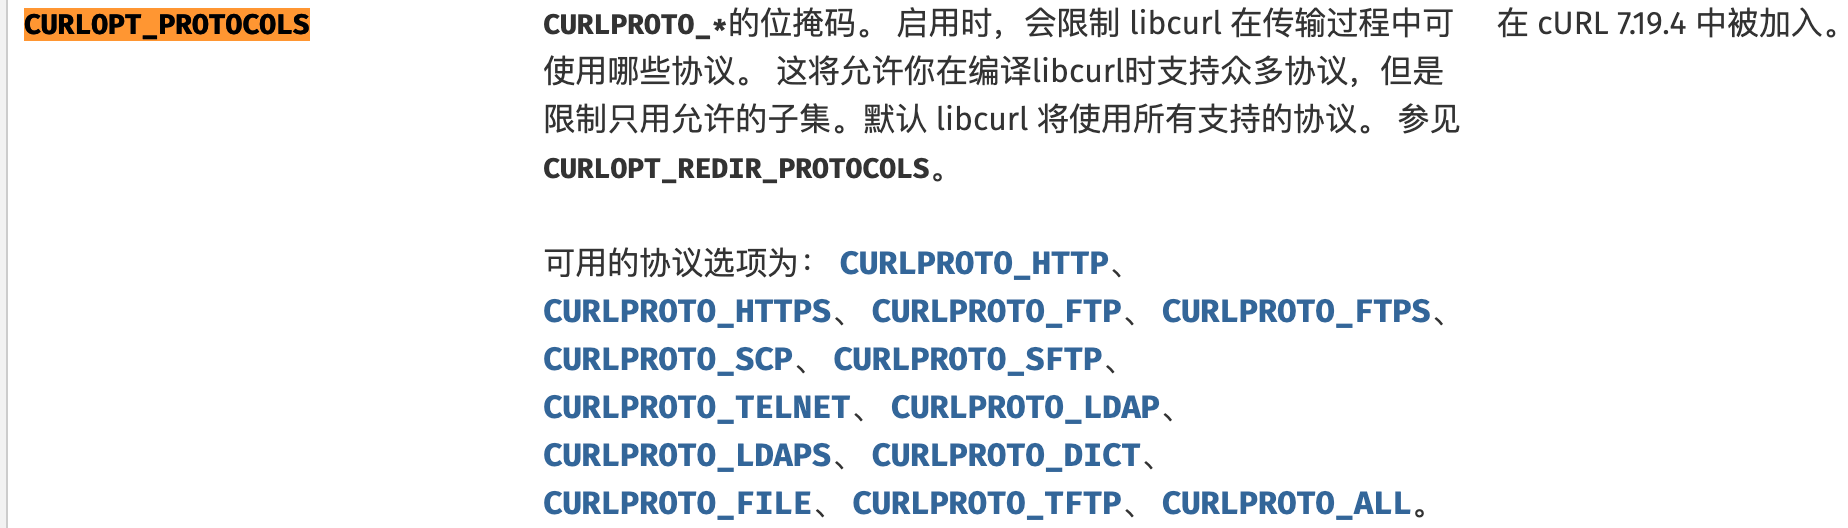 CURLOPT_PROTOCOLS
CURLPROTO_*的位掩码。 启用时，会限制 libcurl 在传输过程中可
使用哪些协议。 这将允许你在编译libcurl时支持众多协议，但是
限制只用允许的子集。默认 libcurl 将使用所有支持的协议。 参见
CURLOPT_REDIR_PROTOCOLS。
可用的协议选项为： CURLPROTO_HTTP、
CURLPROTO_HTTPS、 CURLPROTO_FTP、 CURLPROTO_FTPS、
CURLPROTO_SCP、 CURLPROTO_SFTP、
CURLPROTO_TELNET、 CURLPROTO_LDAP、
CURLPROTO_LDAPS、 CURLPROTO_DICT、
CURLPROTO_FILE、 CURLPROTO_TFTP、 CURLPROTO_ALL。
在 cURL 7.19.4 中被加入。